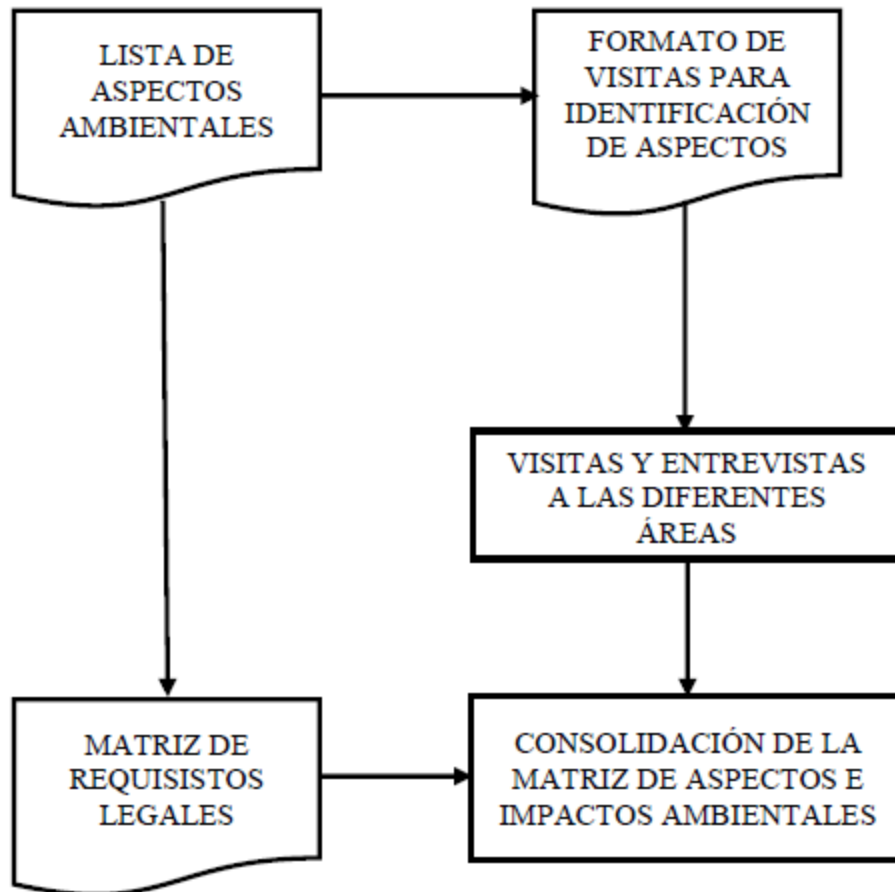 LISTA DE
ASPECTOS
AMBIENTALES
FORMATO DE
VISITAS PARA
IDENTIFICACIÓN
DE ASPECTOS
VISITAS Y ENTREVISTAS
A LAS DIFERENTES
ÁREAS
MATRIZ DE
REQUISISTOS
LEGALES
CONSOLIDACIÓN DE LA
MATRIZ DE ASPECTOS E
IMPACTOS AMBIENTALES